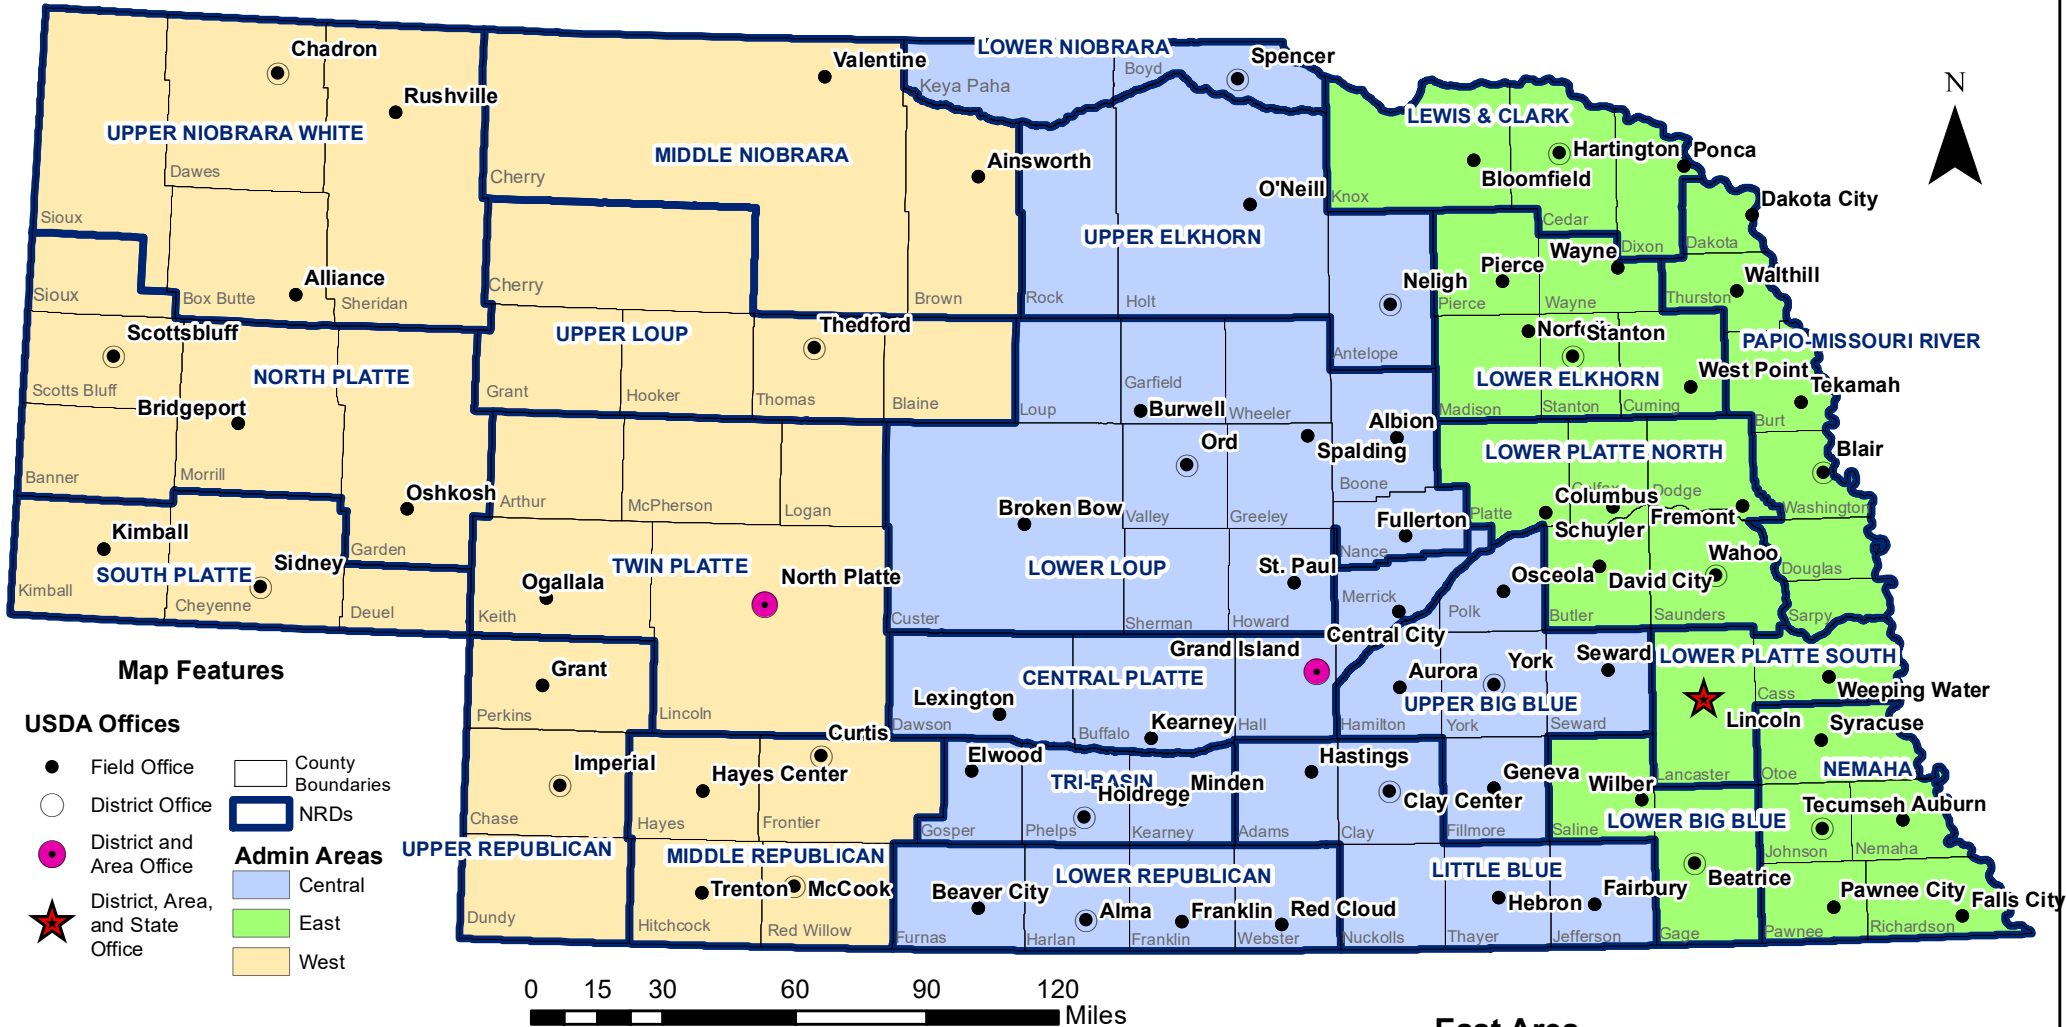 Chadron
Rushville
UPPER NIOBRARA WHITE
Dawes
Sioux
Sioux
Box Butte
Alliance
Sheridan
Valentine
MIDDLE NIOBRARA
Cherry
Cherry
Ainsworth
Brown
LOWER NIOBRARA
Keya Paha
Boyd
Spencer
O'Neill
UPPER ELKHORN
Rock
Holt
Neligh
Antelope
LEWIS & CLARK
Hartington
Ponca
Bloomfield
Knox
Cedar
Dixon
Dakota
Dakota City
N
Wayne
Pierce
Pierce
Wayne
Thurston
Walthill
Norfolk
Stanton
PAPIO-MISSOURI RIVER
LOWER ELKHORN
West Point
Tekamah
Madison
Stanton
Cuming
Burt
Scottsbluff
Scotts Bluff
NORTH PLATTE
Bridgeport
Banner
Morrill
Oshkosh
Garden
UPPER LOUP
Thedford
Grant
Hooker
Thomas
Blaine
Loup
Garfield
Burwell
Wheeler
Albion
Ord
Spalding
Boone
LOWER PLATTE NORTH
Blair
Arthur
McPherson
Logan
Broken Bow
Valley
Greeley
Fullerton
Nance
Platte
Colfax
Dodge
Columbus
Fremont
Washington
Schuyler
Kimball
Sidney
SOUTH PLATTE
Kimball
Cheyenne
Deuel
Ogallala
TWIN PLATTE
North Platte
Keith
LOWER LOUP
St. Paul
Custer
Sherman
Howard
Merrick
Osceola
Polk
David City
Wahoo
Butler
Saunders
Douglas
Sarpy
Central City
Grand Island
Grant
Perkins
Lincoln
CENTRAL PLATTE
Lexington
Dawson
Buffalo
Kearney
Hall
Aurora
York
Seward
UPPER BIG BLUE
Hamilton
York
Seward
LOWER PLATTE SOUTH
Cass
Weeping Water
Lincoln
Syracuse
Lancaster
Otoe
NEMAHA
Curtis
Imperial
Hayes Center
Chase
Hayes
Frontier
Elwood
TRI-BASIN
Holdrege
Minden
Gosper
Phelps
Kearney
Hastings
Clay Center
Adams
Clay
Geneva
Fillmore
Wilber
Saline
LOWER BIG BLUE
Tecumseh
Auburn
Johnson
Nemaha
UPPER REPUBLICAN
MIDDLE REPUBLICAN
Trenton
McCook
Dundy
Hitchcock
Red Willow
LOWER REPUBLICAN
Beaver City
Alma
Franklin
Red Cloud
Furnas
Harlan
Franklin
Webster
LITTLE BLUE
Hebron
Fairbury
Nuckolls
Thayer
Jefferson
Beatrice
Gage
Pawnee City
Falls City
Pawnee
Richardson
Map Features
USDA Offices
Field Office
District Office
District and
Area Office
District, Area,
and State
Office
County
Boundaries
NRDs
Admin Areas
Central
East
West
0 15 30 60 90 120
Miles
East Area